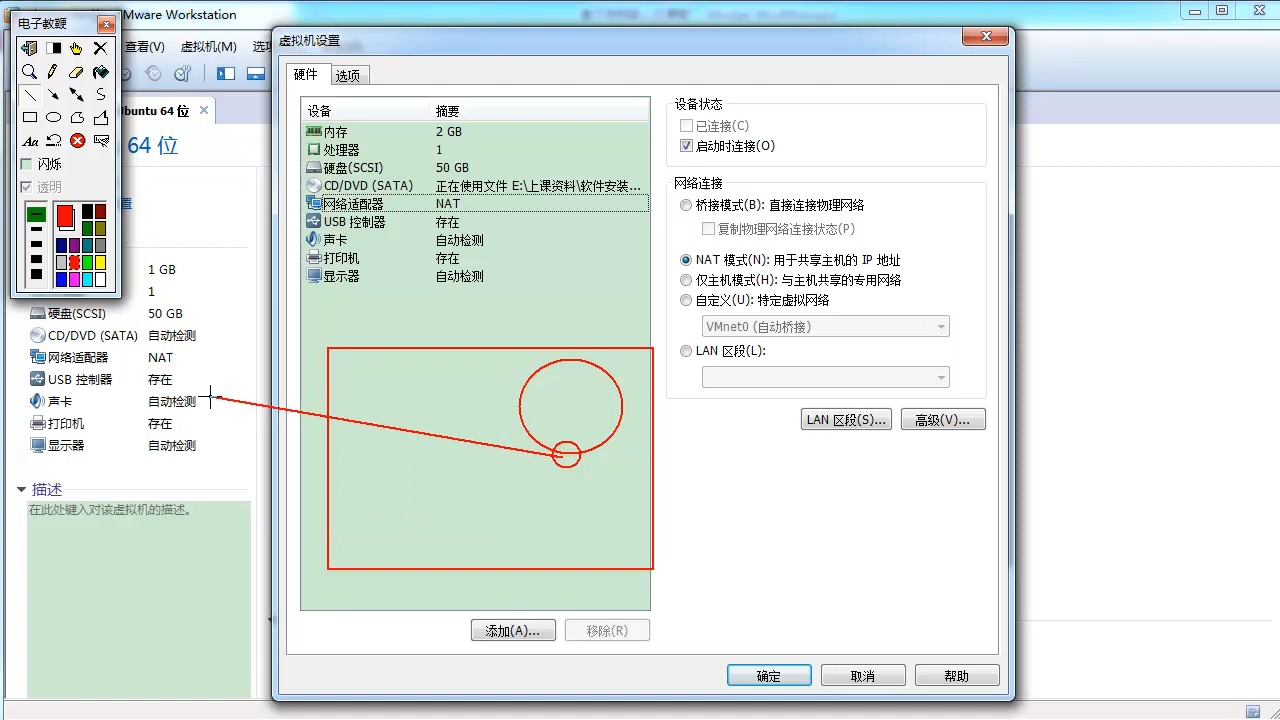 电子教鞭
Mware Workstation
查看(V)
虚拟机(M)
Aa
闪烁
透明
buntu 64 位
64 位
1 GB
1
硬盘(SCSI)
50 GB
CD/DVD (SATA)
自动检测
网络适配器
NAT
USB 控制器
存在
声卡
自动检测
打印机
存在
显示器
自动检测
描述
在此处键入对该虚拟机的描述。
虚拟机设置
硬件
选项
设备
摘要
内存
2 GB
处理器
1
硬盘(SCSI)
50 GB
CD/DVD (SATA)
正在使用文件 E:\上课资料\软件安装...
网络适配器
NAT
USB 控制器
存在
声卡
自动检测
打印机
存在
显示器
自动检测
添加(A)...
移除(R)
设备状态
已连接(C)
启动时连接(O)
网络连接
桥接模式(B): 直接连接物理网络
复制物理网络连接状态(P)
NAT 模式(N): 用于共享主机的 IP 地址
仅主机模式(H): 与主机共享的专用网络
自定义(U): 特定虚拟网络
VMnet0 (自动桥接)
LAN 区段(L):
LAN 区段(S)...
高级(V)...
确定
取消
帮助